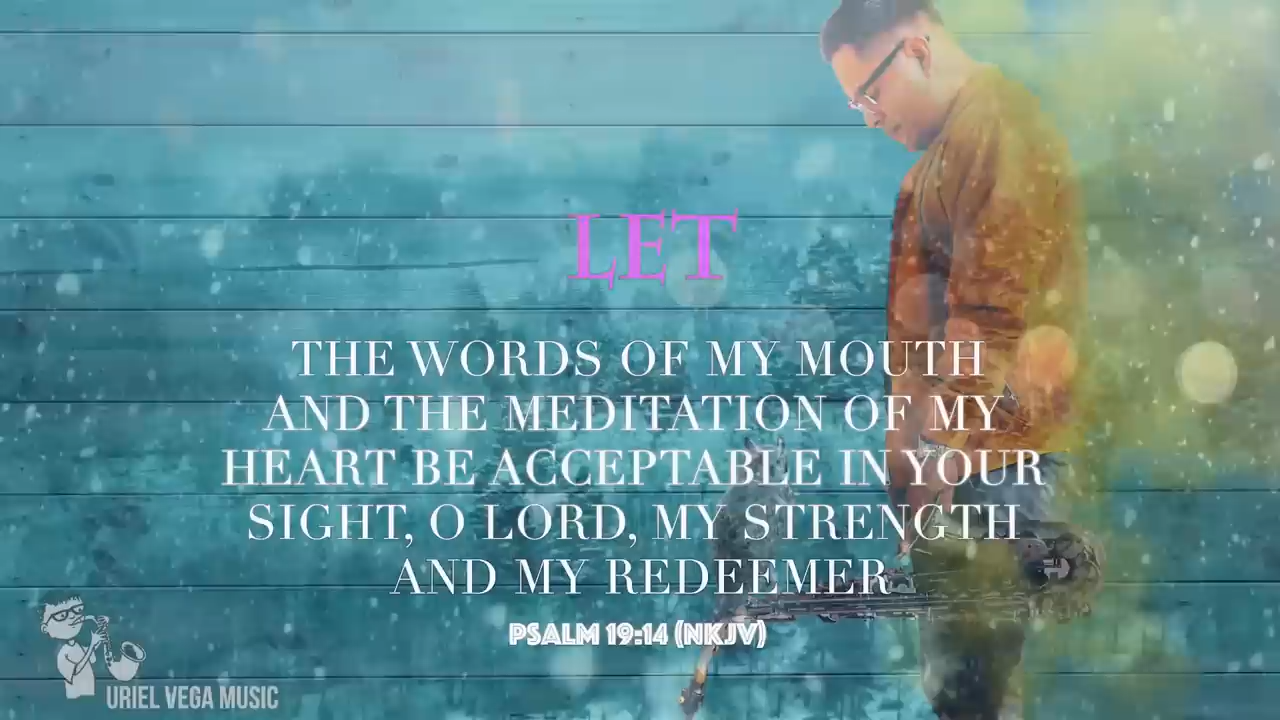 LET
THE WORDS OF MY MOUTH
AND THE MEDITATION OF MY
HEART BE ACCEPTABLE IN YOUR
SIGHT, O LORD, MY STRENGTH
AND MY REDEEMER
PSALM 19:14 (NKJV)
URIEL VEGA MUSIC